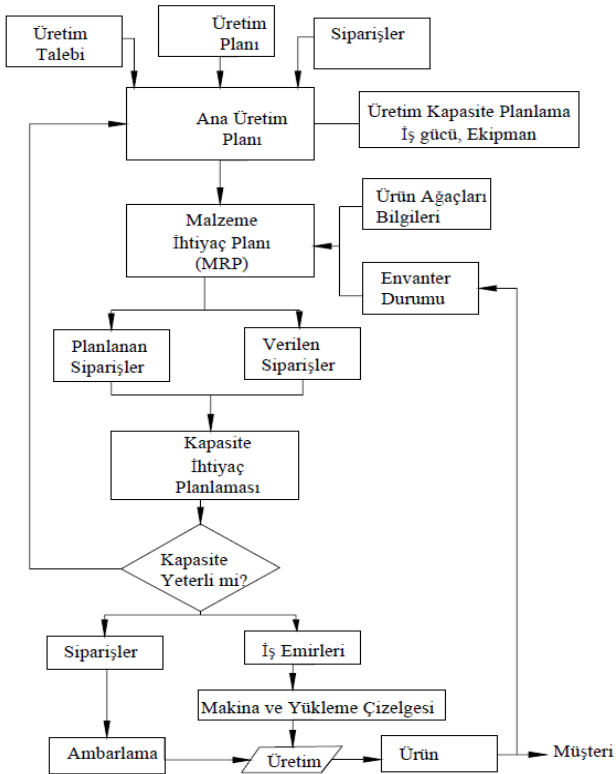 Üretim
Talebi
Üretim
Planı
Siparişler
Ana Üretim
Planı
Üretim Kapasite Planlama
İş gücü, Ekipman
Malzeme
İhtiyaç Planı
(MRP)
Ürün Ağaçları
Bilgileri
Envanter
Durumu
Planlanan
Siparişler
Verilen
Siparişler
Kapasite
İhtiyaç
Planlaması
Kapasite
Yeterli mi?
Siparişler
İş Emirleri
Makina ve Yükleme Çizelgesi
Ambarlama
Üretim
Ürün
Müşteri